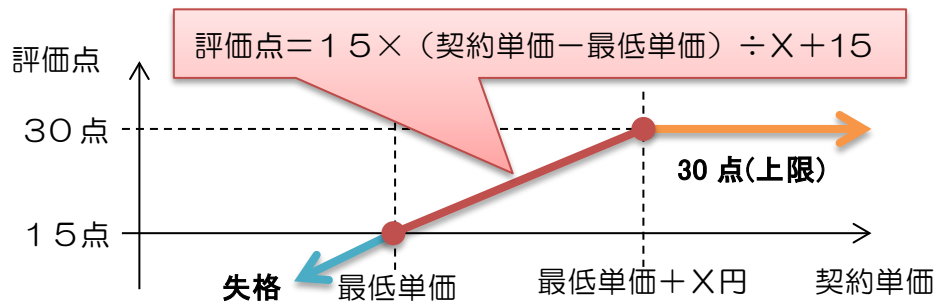 評価点＝１５×（契約単価－最低単価）÷X＋15
評価点
３０点
30 点(上限)
１５点
失格
最低単価
最低単価＋X円
契約単価